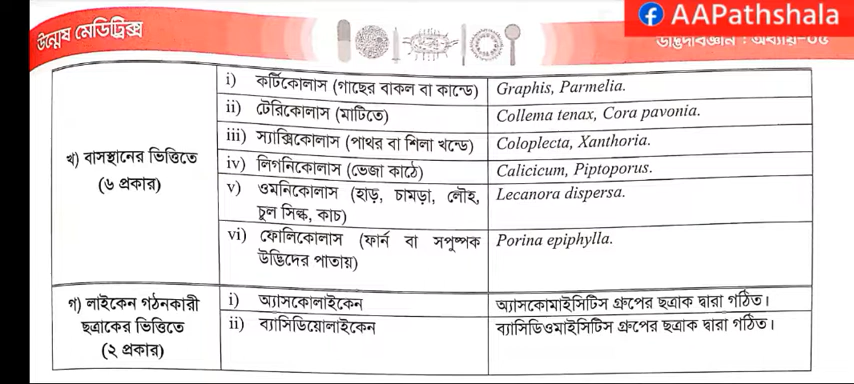 AAPathshala
উন্মেষ মেডিট্রিক্স
উদ্ভিদবিজ্ঞান : অধ্যায়-০৫
খ) বাসস্থানের ভিত্তিতে
(৬ প্রকার)
i) কর্টিকোলাস (গাছের বাকল বা কান্ডে)
Graphis, Parmelia.
ii) টেরিকোলাস (মাটিতে)
Collema tenax, Cora pavonia.
iii) স্যাক্সিকোলাস (পাথর বা শিলা খন্ডে)
Coloplecta, Xanthoria.
iv) লিগনিকোলাস (ভেজা কাঠে)
Calicicum, Piptoporus.
v) ওমনিকোলাস (হাড়, চামড়া, লৌহ,
চুল সিল্ক, কাচ)
Lecanora dispersa.
vi) ফোলিকোলাস (ফার্ন বা সপুষ্পক
উদ্ভিদের পাতায়)
Porina epiphylla.
গ) লাইকেন গঠনকারী
ছত্রাকের ভিত্তিতে
(২ প্রকার)
i) অ্যাসকোলাইকেন
অ্যাসকোমাইসিটিস গ্রুপের ছত্রাক দ্বারা গঠিত।
ii) ব্যাসিডিয়োলাইকেন
ব্যাসিডিওমাইসিটিস গ্রুপের ছত্রাক দ্বারা গঠিত।